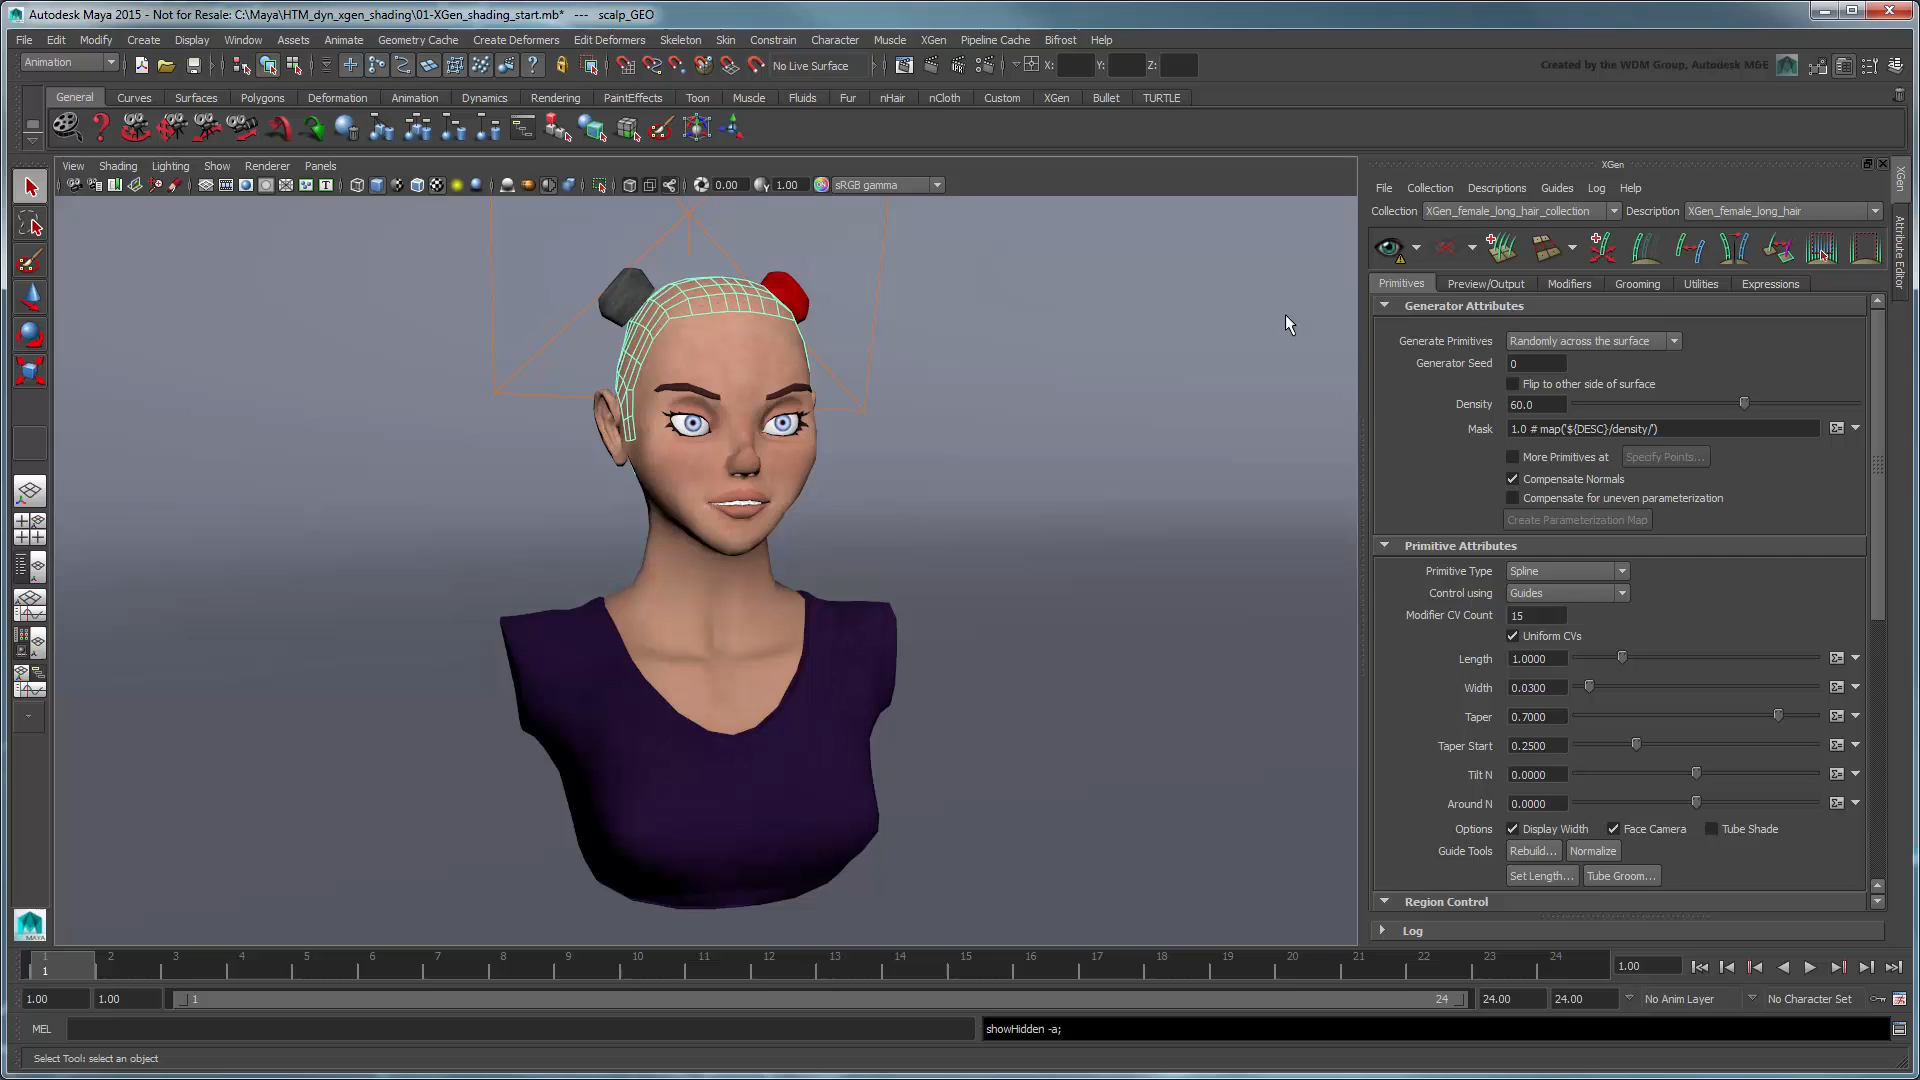 Autodesk Maya 2015 - Not for Resale: C:\Maya\HTM_dyn_xgen_shading\01-XGen_shading_start.mb* --- scalp_GEO
File Edit Modify Create Display Window Assets Animate Geometry Cache Create Deformers Edit Deformers Skeleton Skin Constrain Character Muscle XGen Pipeline Cache Bifrost Help
Animation No Live Surface X: Y: Z: Created by the WDM Group, Autodesk M&E
General Curves Surfaces Polygons Deformation Animation Dynamics Rendering PaintEffects Toon Muscle Fluids Fur nHair nCloth Custom XGen Bullet TURTLE
View Shading Lighting Show Renderer Panels
0.00 1.00 sRGB gamma
XGen
File Collection Descriptions Guides Log Help
Collection XGen_female_long_hair_collection Description XGen_female_long_hair
XGen
Attribute Editor
Primitives Preview/Output Modifiers Grooming Utilities Expressions
Generator Attributes
Generate Primitives Randomly across the surface
Generator Seed 0
Flip to other side of surface
Density 60.0
Mask 1.0 # map('${DESC}/density/')
More Primitives at Specify Points...
Compensate Normals
Compensate for uneven parameterization
Create Parameterization Map
Primitive Attributes
Primitive Type Spline
Control using Guides
Modifier CV Count 15
Uniform CVs
Length 1.0000
Width 0.0300
Taper 0.7000
Taper Start 0.2500
Tilt N 0.0000
Around N 0.0000
Options Display Width Face Camera Tube Shade
Guide Tools Rebuild... Normalize
Set Length... Tube Groom...
Region Control
Log
MAYA
1 2 3 4 5 6 7 8 9 10 11 12 13 14 15 16 17 18 19 20 21 22 23 24
1 1.00
1.00 1.00 1 24 24.00 24.00 No Anim Layer No Character Set
MEL showHidden -a;
Select Tool: select an object